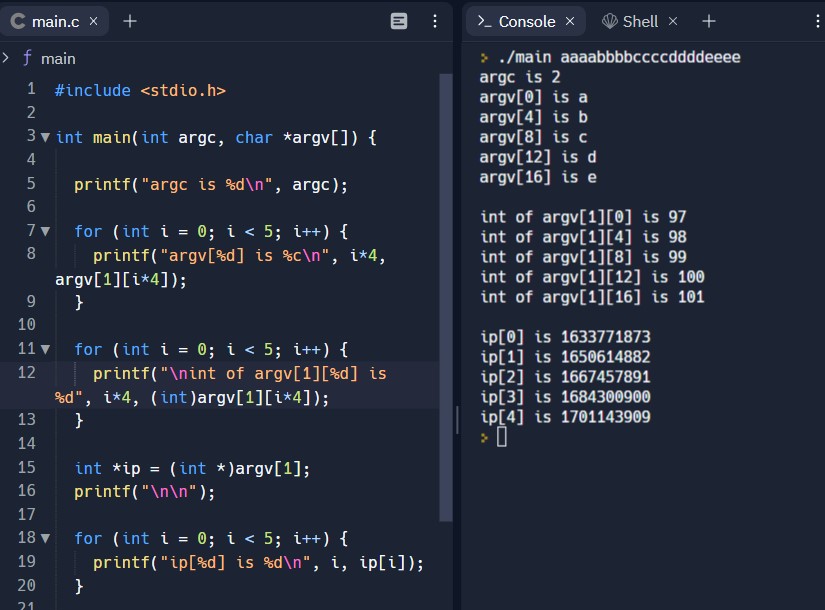 main.c × +
> f main
1 #include <stdio.h>
2
3 int main(int argc, char *argv[]) {
4
5 printf("argc is %d\n", argc);
6
7 for (int i = 0; i < 5; i++) {
8 printf("argv[%d] is %c\n", i*4,
argv[1][i*4]);
9 }
10
11 for (int i = 0; i < 5; i++) {
12 printf("\nint of argv[1][%d] is
%d", i*4, (int)argv[1][i*4]);
13 }
14
15 int *ip = (int *)argv[1];
16 printf("\n\n");
17
18 for (int i = 0; i < 5; i++) {
19 printf("ip[%d] is %d\n", i, ip[i]);
20 }
21
Console × Shell × +
> ./main aaaabbbbccccddddeeee
argc is 2
argv[0] is a
argv[4] is b
argv[8] is c
argv[12] is d
argv[16] is e
int of argv[1][0] is 97
int of argv[1][4] is 98
int of argv[1][8] is 99
int of argv[1][12] is 100
int of argv[1][16] is 101
ip[0] is 1633771873
ip[1] is 1650614882
ip[2] is 1667457891
ip[3] is 1684300900
ip[4] is 1701143909
>